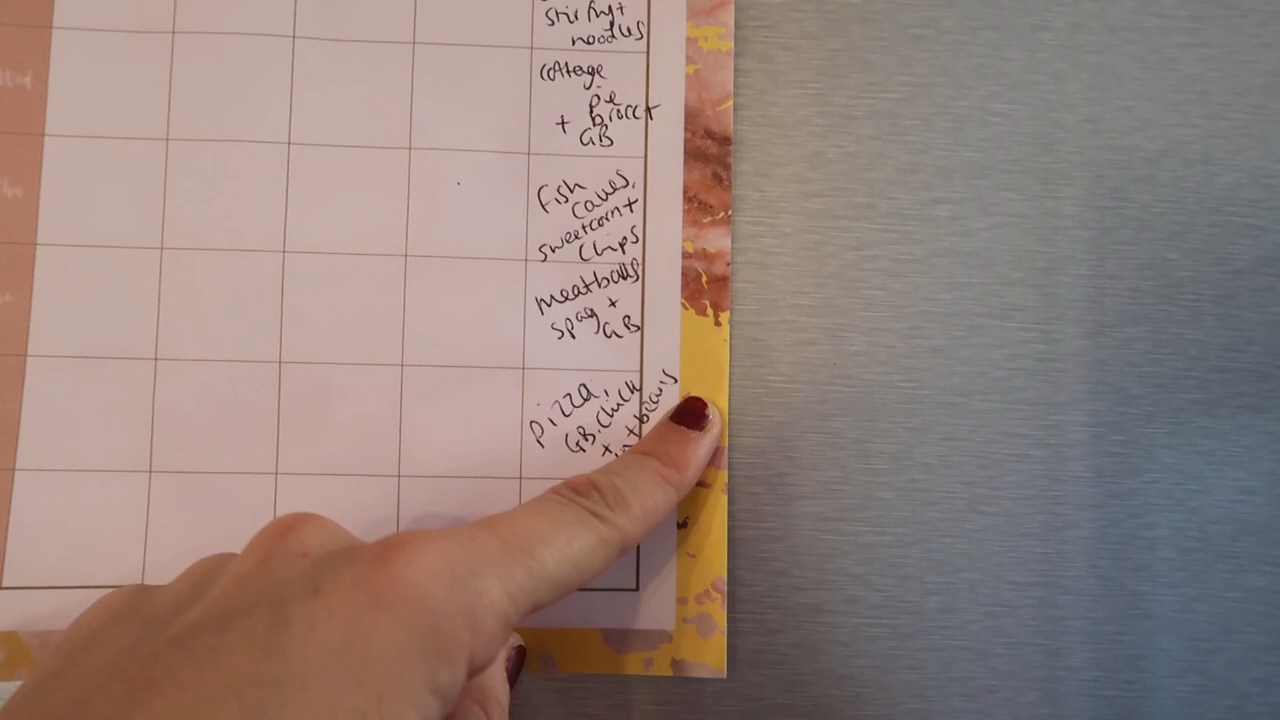 stir fry +
noodles
cottage
pie
+ brocc +
GB
Fish
cakes,
sweetcorn +
chips
meatballs
spag +
GB
Pizza,
GB, chick
+ beans